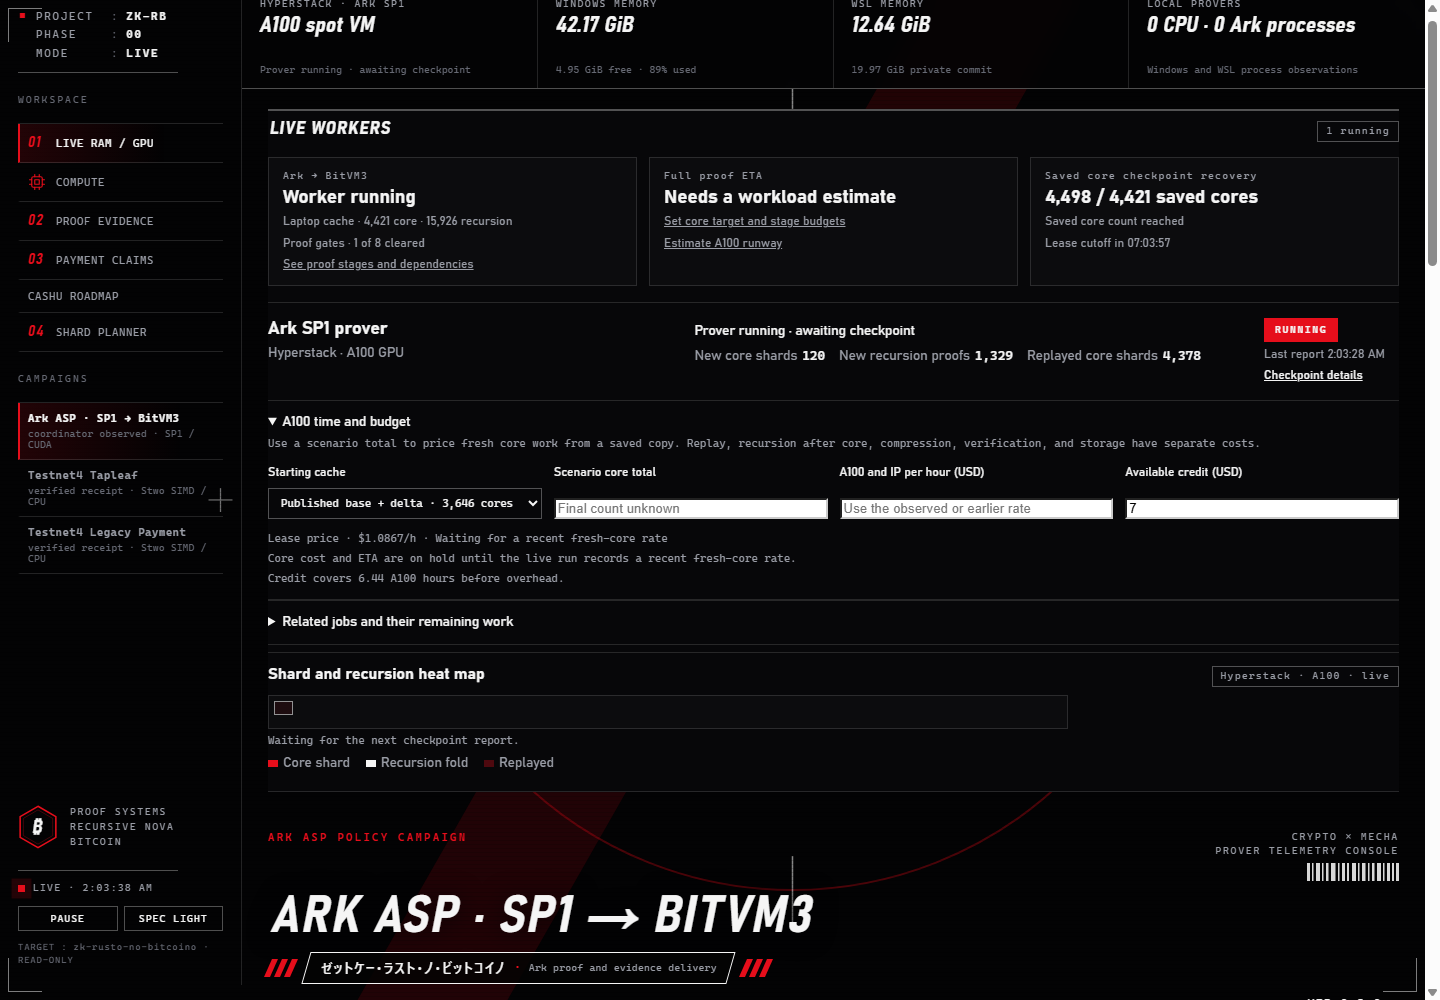 PROJECT : ZK-RB
PHASE : 00
MODE : LIVE
WORKSPACE
01 LIVE RAM / GPU
COMPUTE
02 PROOF EVIDENCE
03 PAYMENT CLAIMS
CASHU ROADMAP
04 SHARD PLANNER
CAMPAIGNS
Ark ASP · SP1 → BitVM3
coordinator observed · SP1 /
CUDA
Testnet4 Tapleaf
verified receipt · Stwo SIMD /
CPU
Testnet4 Legacy Payment
verified receipt · Stwo SIMD /
CPU
PROOF SYSTEMS
RECURSIVE NOVA
BITCOIN
LIVE · 2:03:38 AM
PAUSE
SPEC LIGHT
TARGET : zk-rusto-no-bitcoino ·
READ-ONLY
HYPERSTACK · ARK SP1
A100 spot VM
Prover running · awaiting checkpoint
WINDOWS MEMORY
42.17 GiB
4.95 GiB free · 89% used
WSL MEMORY
12.64 GiB
19.97 GiB private commit
LOCAL PROVERS
0 CPU · 0 Ark processes
Windows and WSL process observations
LIVE WORKERS
1 running
Ark → BitVM3
Worker running
Laptop cache · 4,421 core · 15,926 recursion
Proof gates · 1 of 8 cleared
See proof stages and dependencies
Full proof ETA
Needs a workload estimate
Set core target and stage budgets
Estimate A100 runway
Saved core checkpoint recovery
4,498 / 4,421 saved cores
Saved core count reached
Lease cutoff in 07:03:57
Ark SP1 prover
Hyperstack · A100 GPU
Prover running · awaiting checkpoint
New core shards 120 New recursion proofs 1,329 Replayed core shards 4,378
RUNNING
Last report 2:03:28 AM
Checkpoint details
▼ A100 time and budget
Use a scenario total to price fresh core work from a saved copy. Replay, recursion after core, compression, verification, and storage have separate costs.
Starting cache
Published base + delta · 3,646 cores
Scenario core total
Final count unknown
A100 and IP per hour (USD)
Use the observed or earlier rate
Available credit (USD)
7
Lease price · $1.0867/h · Waiting for a recent fresh-core rate
Core cost and ETA are on hold until the live run records a recent fresh-core rate.
Credit covers 6.44 A100 hours before overhead.
▶ Related jobs and their remaining work
Shard and recursion heat map
Hyperstack · A100 · live
Waiting for the next checkpoint report.
Core shard
Recursion fold
Replayed
ARK ASP POLICY CAMPAIGN
CRYPTO × MECHA
PROVER TELEMETRY CONSOLE
ARK ASP · SP1 → BITVM3
ゼットケー・ラスト・ノ・ビットコイノ · Ark proof and evidence delivery